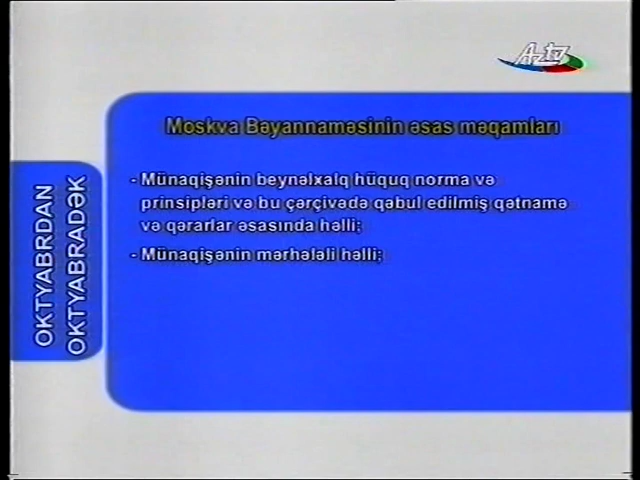 Aztv
Moskva Bəyannaməsinin əsas məqamları
- Münaqişənin beynəlxalq hüquq norma və
prinsipləri və bu çərçivədə qəbul edilmiş qətnamə
və qərarlar əsasında həlli;
- Münaqişənin mərhələli həlli;
OKTYABRDAN
OKTYABRADƏK